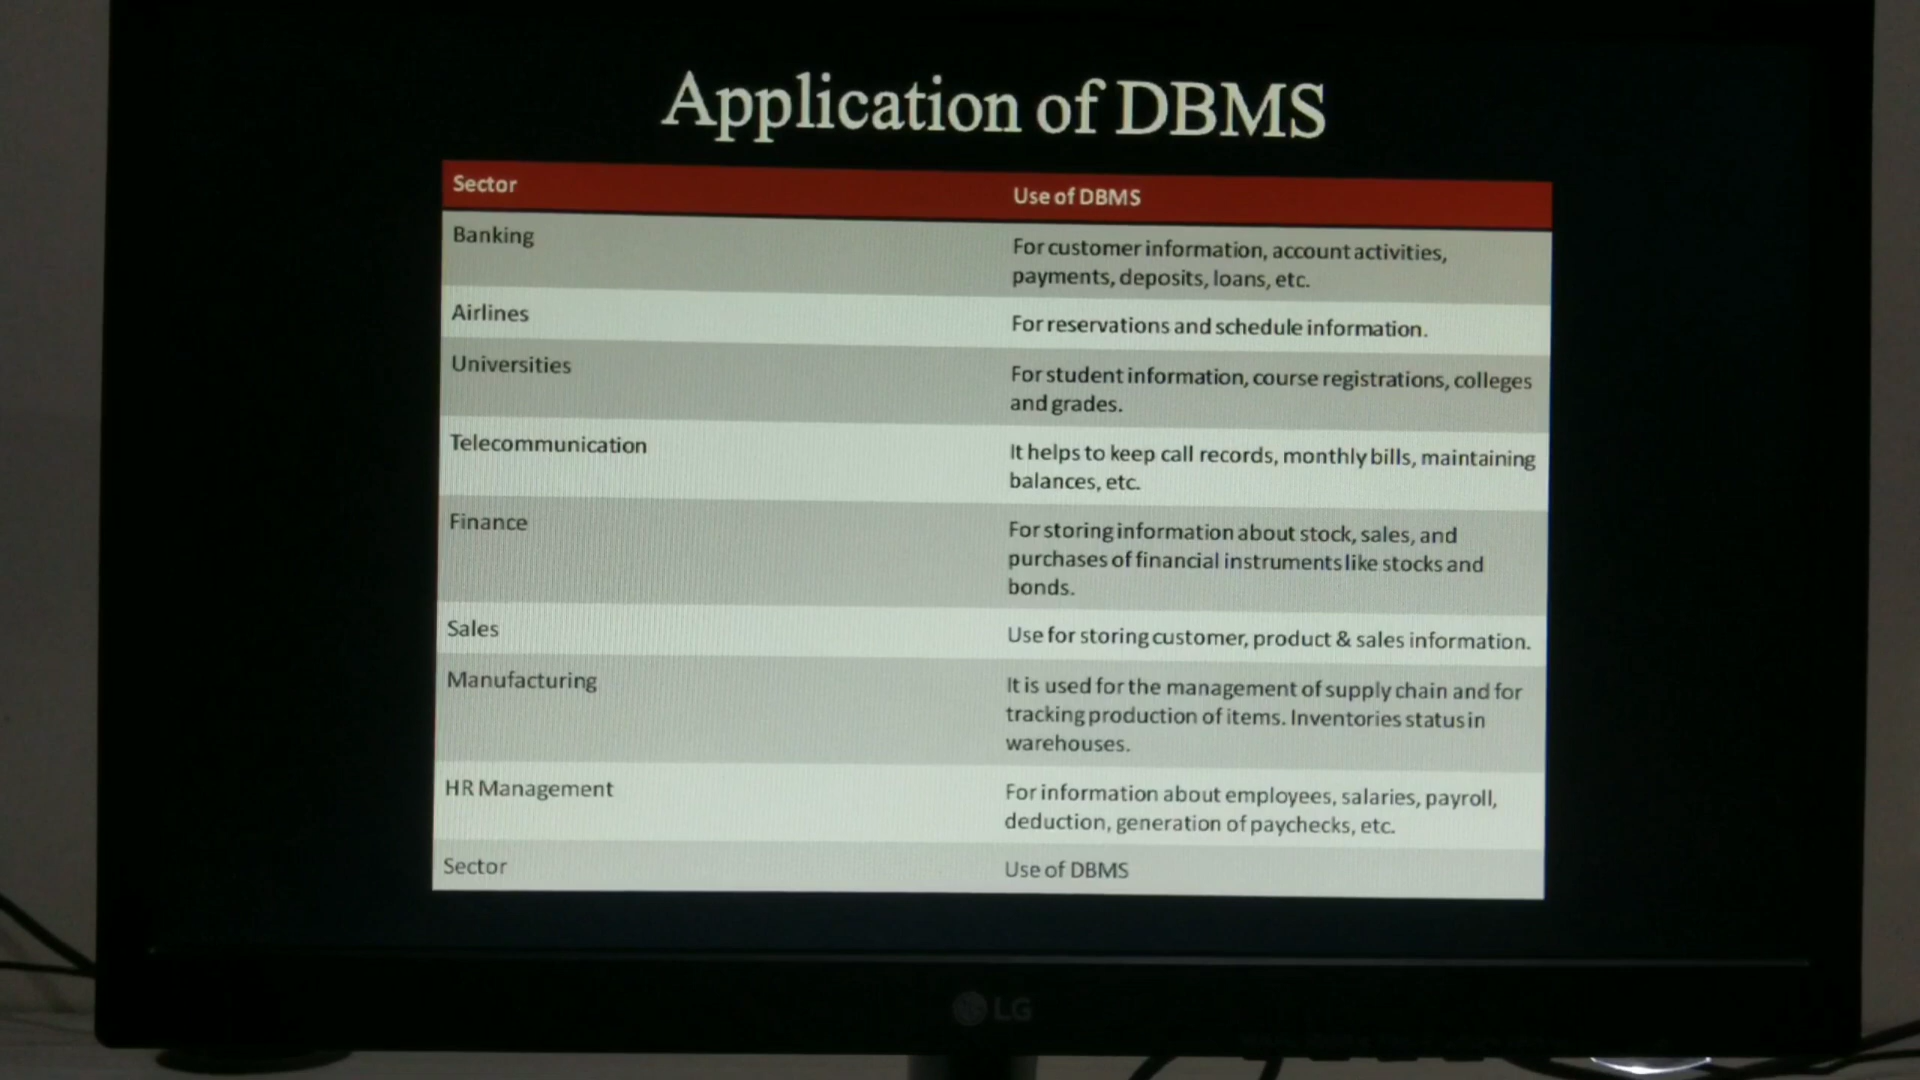 Application of DBMS
Sector
Use of DBMS
Banking
For customer information, account activities,
payments, deposits, loans, etc.
Airlines
For reservations and schedule information.
Universities
For student information, course registrations, colleges
and grades.
Telecommunication
It helps to keep call records, monthly bills, maintaining
balances, etc.
Finance
For storing information about stock, sales, and
purchases of financial instruments like stocks and
bonds.
Sales
Use for storing customer, product & sales information.
Manufacturing
It is used for the management of supply chain and for
tracking production of items. Inventories status in
warehouses.
HR Management
For information about employees, salaries, payroll,
deduction, generation of paychecks, etc.
Sector
Use of DBMS
LG